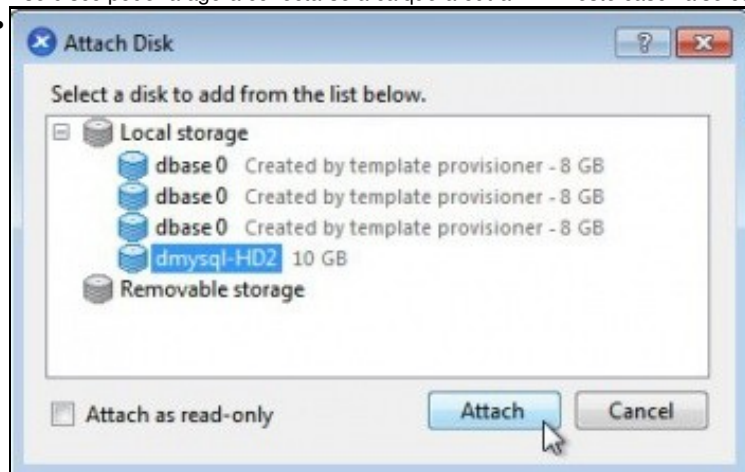 Attach Disk
Select a disk to add from the list below.
Local storage
dbase 0 Created by template provisioner - 8 GB
dbase 0 Created by template provisioner - 8 GB
dbase 0 Created by template provisioner - 8 GB
dmysql-HD2 10 GB
Removable storage
Attach as read-only
Attach Cancel